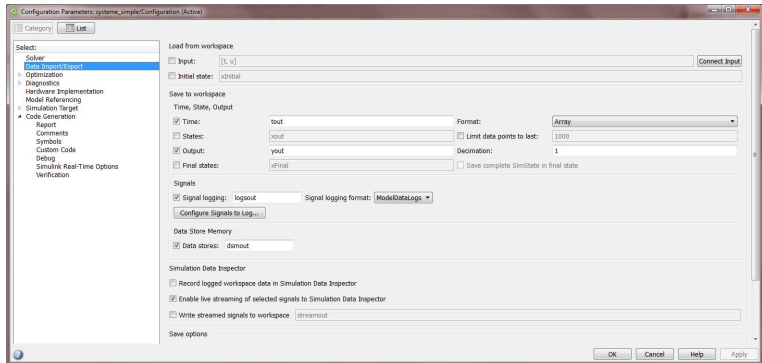 Configuration Parameters: systeme_simple/Configuration (Active)
Category List
Select:
Solver
Data Import/Export
Optimization
Diagnostics
Hardware Implementation
Model Referencing
Simulation Target
Code Generation
Report
Comments
Symbols
Custom Code
Debug
Simulink Real-Time Options
Verification
Load from workspace
Input: [t, u] Connect Input
Initial state: xInitial
Save to workspace
Time, State, Output
Time: tout Format: Array
States: xout Limit data points to last: 1000
Output: yout Decimation: 1
Final states: xFinal Save complete SimState in final state
Signals
Signal logging: logsout Signal logging format: ModelDataLogs
Configure Signals to Log...
Data Store Memory
Data stores: dsmout
Simulation Data Inspector
Record logged workspace data in Simulation Data Inspector
Enable live streaming of selected signals to Simulation Data Inspector
Write streamed signals to workspace streamout
Save options
OK Cancel Help Apply